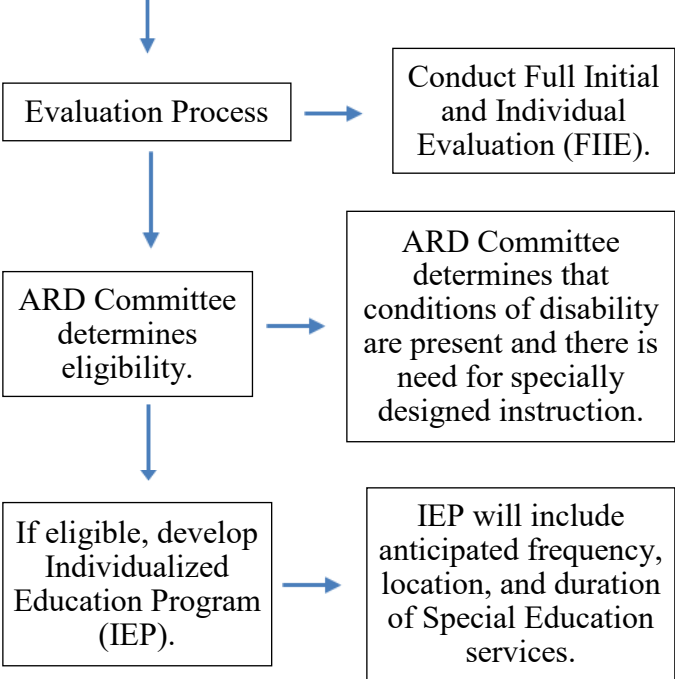 Evaluation Process
Conduct Full Initial
and Individual
Evaluation (FIIE).
ARD Committee
determines
eligibility.
ARD Committee
determines that
conditions of disability
are present and there is
need for specially
designed instruction.
If eligible, develop
Individualized
Education Program
(IEP).
IEP will include
anticipated frequency,
location, and duration
of Special Education
services.